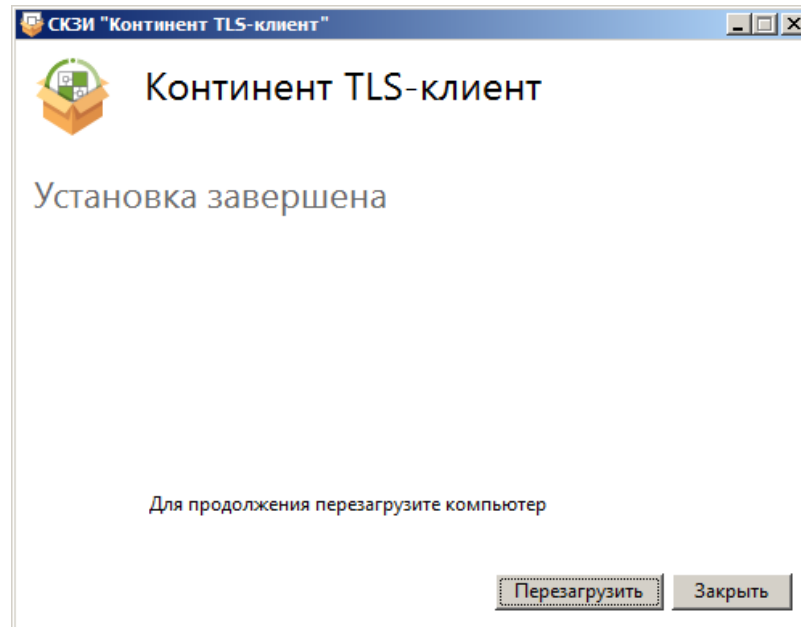 СКЗИ "Континент TLS-клиент"
Континент TLS-клиент
Установка завершена
Для продолжения перезагрузите компьютер
Перезагрузить
Закрыть